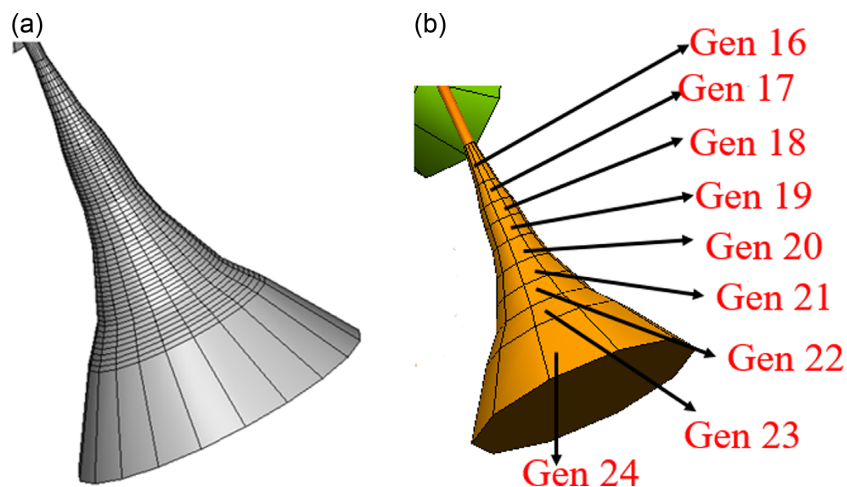 (a)
(b)
Gen 16
Gen 17
Gen 18
Gen 19
Gen 20
Gen 21
Gen 22
Gen 23
Gen 24